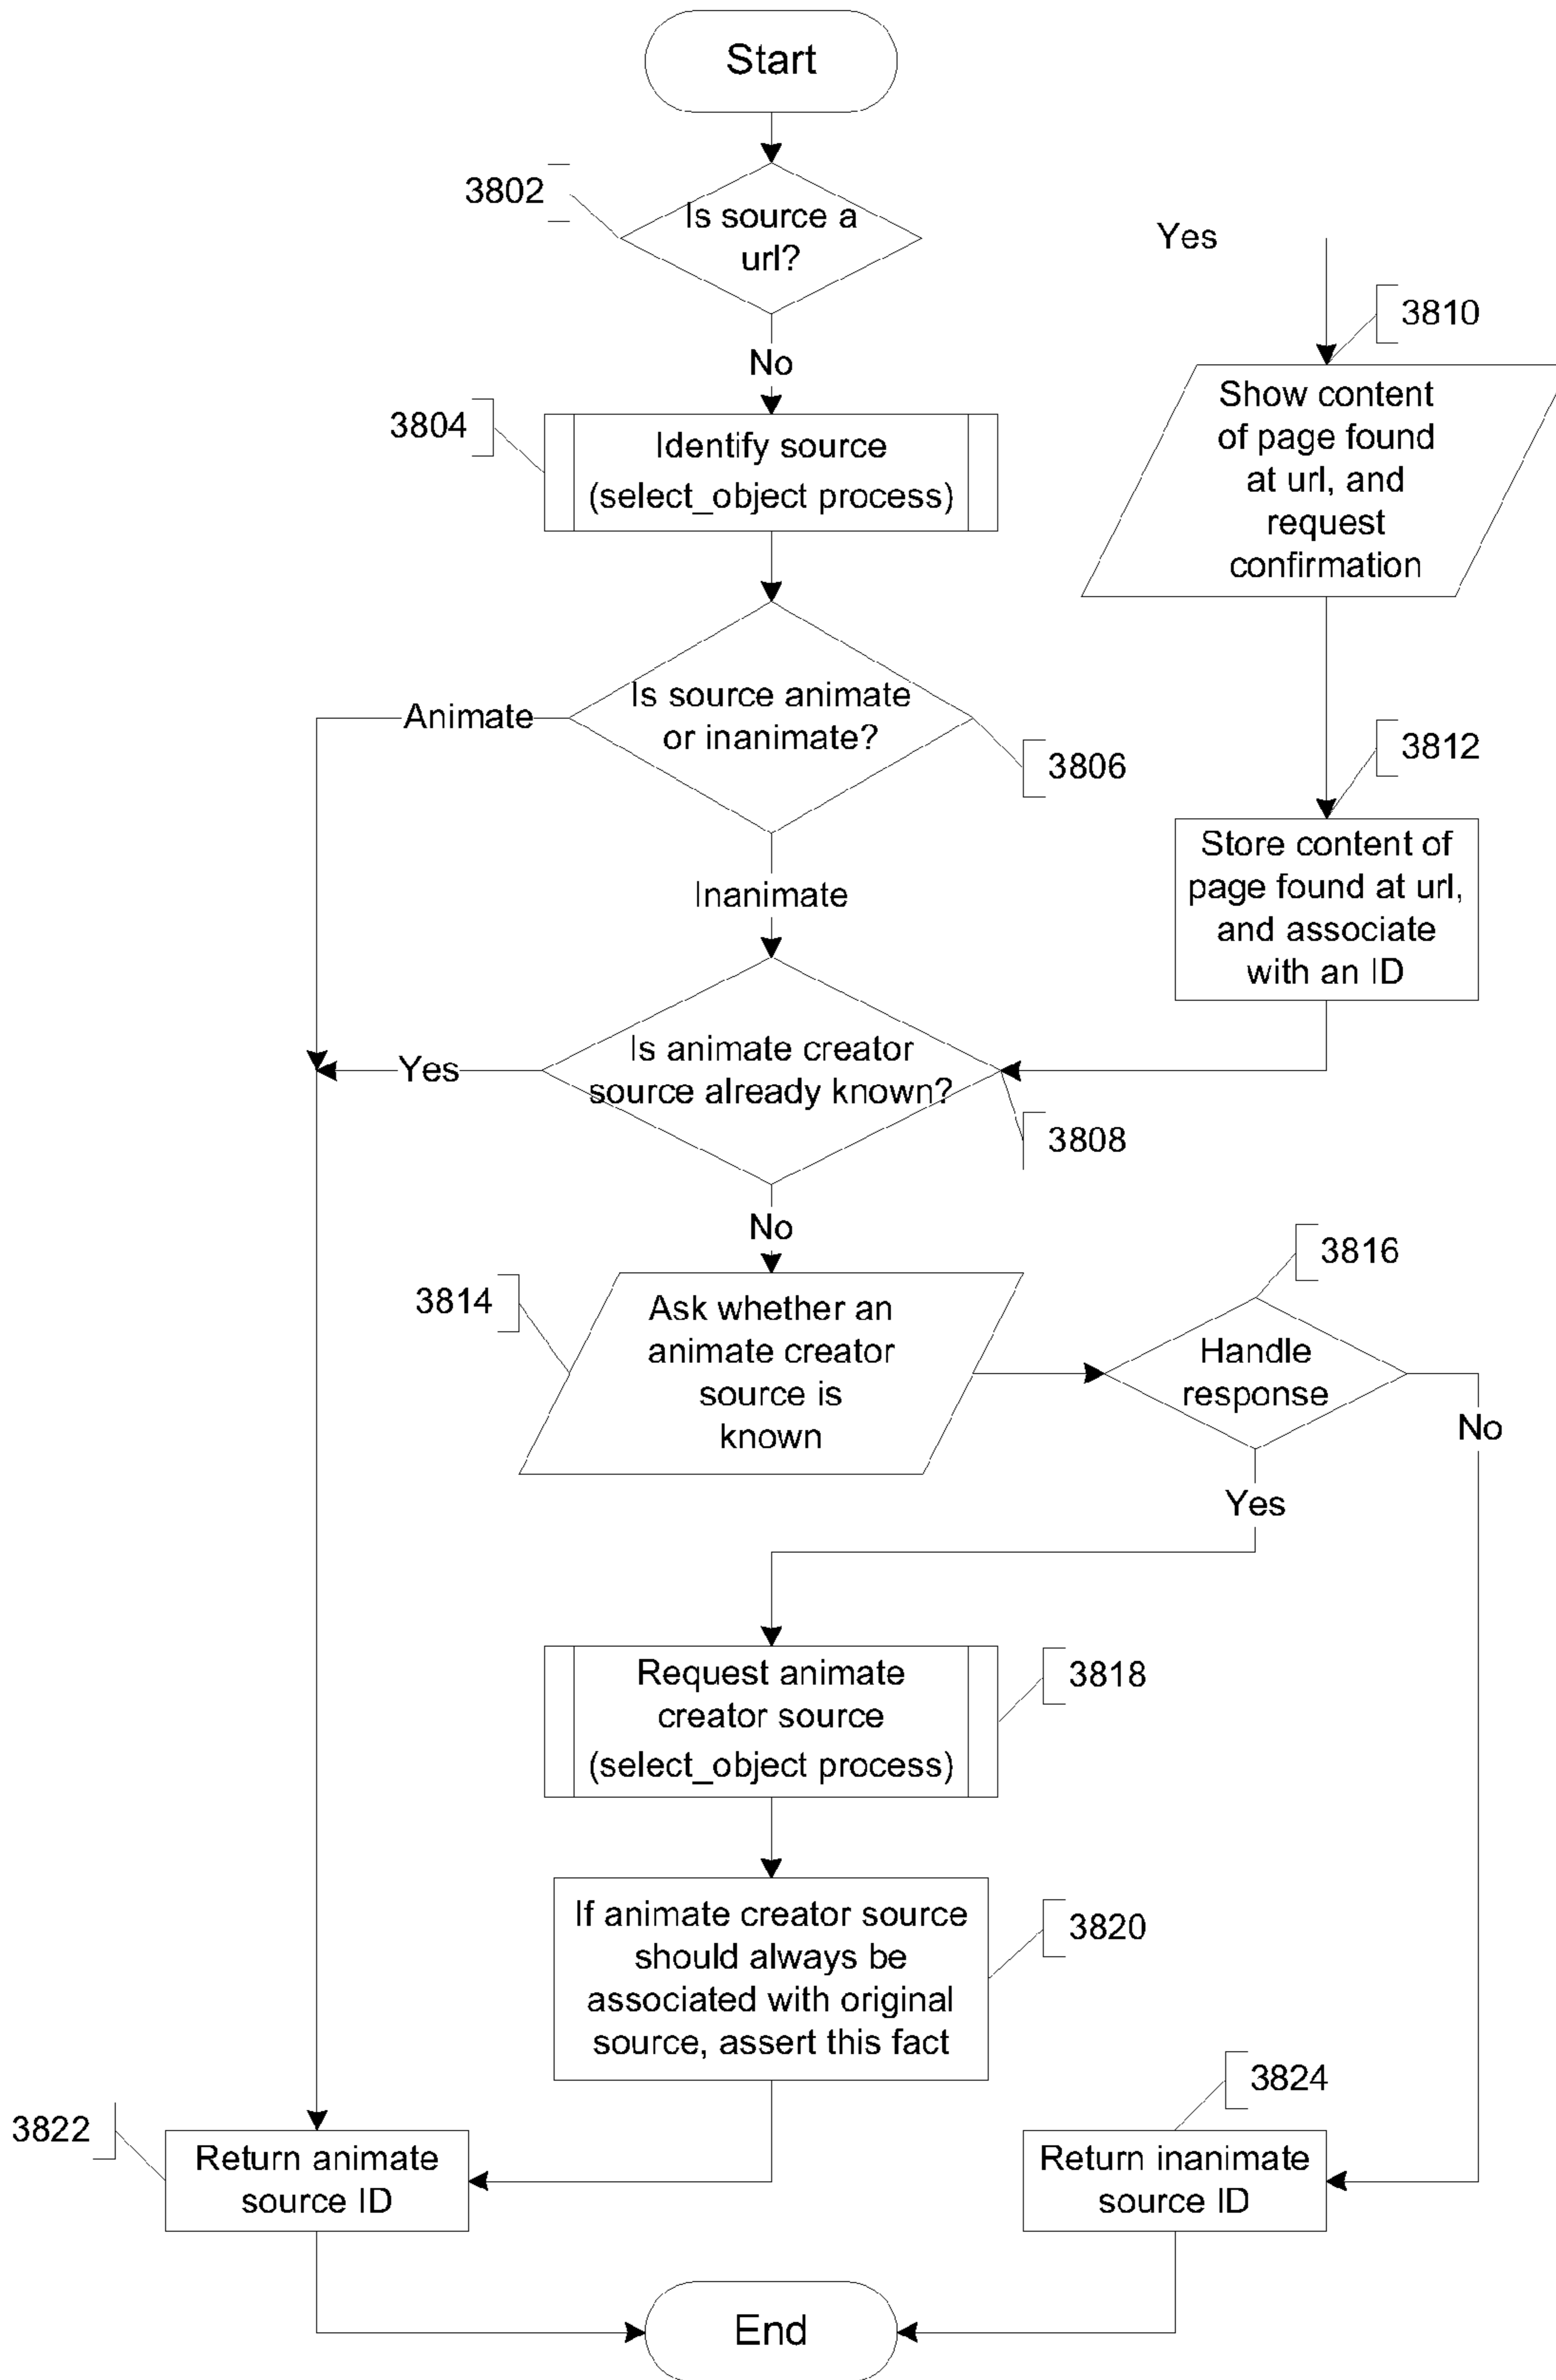 Start
3802
Is source a
url?
Yes
3810
No
Show content
of page found
at url, and
request
confirmation
3804
Identify source
(select_object process)
Is source animate
or inanimate?
Animate
3806
3812
Store content of
page found at url,
and associate
with an ID
Inanimate
Is animate creator
source already known?
Yes
3808
No
3814
Ask whether an
animate creator
source is
known
3816
Handle
response
No
Yes
Request animate
creator source
(select_object process)
3818
If animate creator source
should always be
associated with original
source, assert this fact
3820
3822
Return animate
source ID
3824
Return inanimate
source ID
End